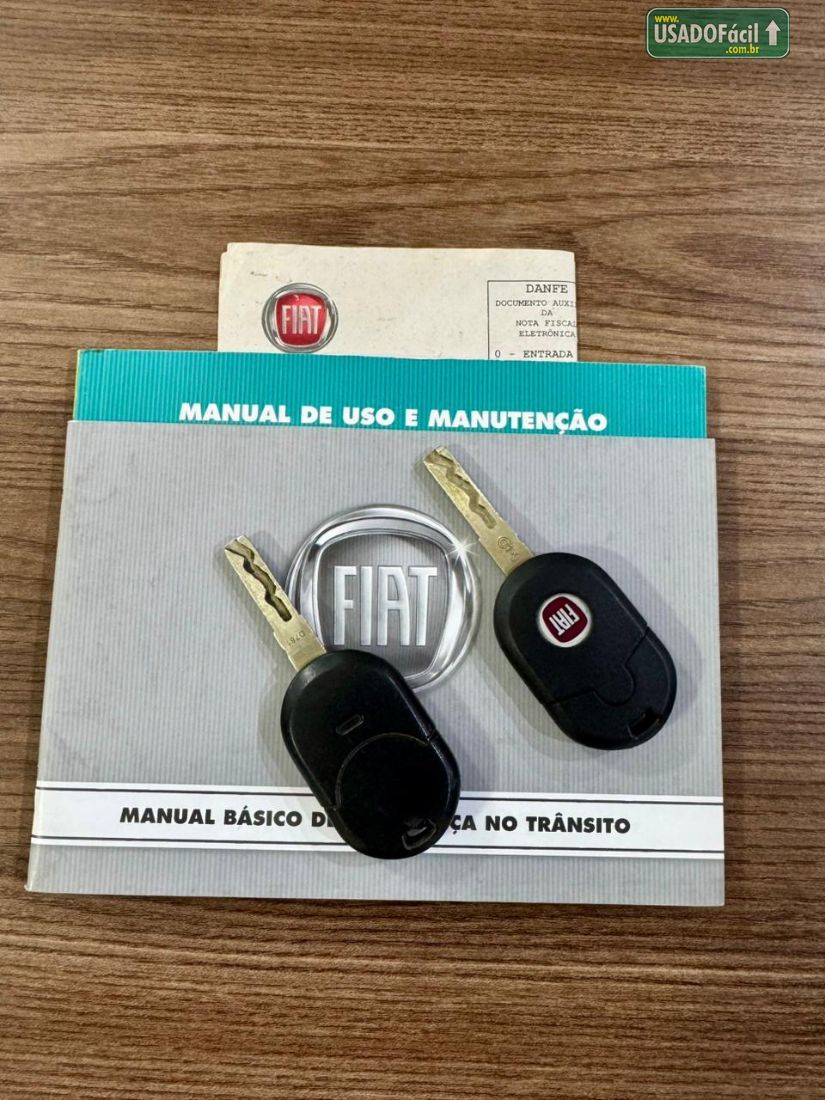 www.
USADOFácil
.com.br
FIAT
DANFE
DOCUMENTO AUXI
DA
NOTA FISCAL
ELETRÔNICA
0 - ENTRADA
MANUAL DE USO E MANUTENÇÃO
FIAT
FIAT
MANUAL BÁSICO DE ÇA NO TRÂNSITO